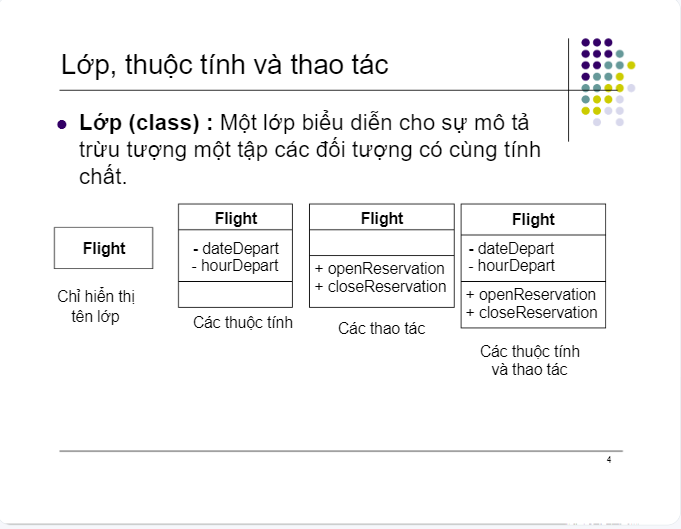 Lớp, thuộc tính và thao tác
Lớp (class) : Một lớp biểu diễn cho sự mô tả
trừu tượng một tập các đối tượng có cùng tính
chất.
Flight
Chỉ hiển thị
tên lớp
Flight
- dateDepart
- hourDepart
Các thuộc tính
Flight
+ openReservation
+ closeReservation
Các thao tác
Flight
- dateDepart
- hourDepart
+ openReservation
+ closeReservation
Các thuộc tính
và thao tác
4